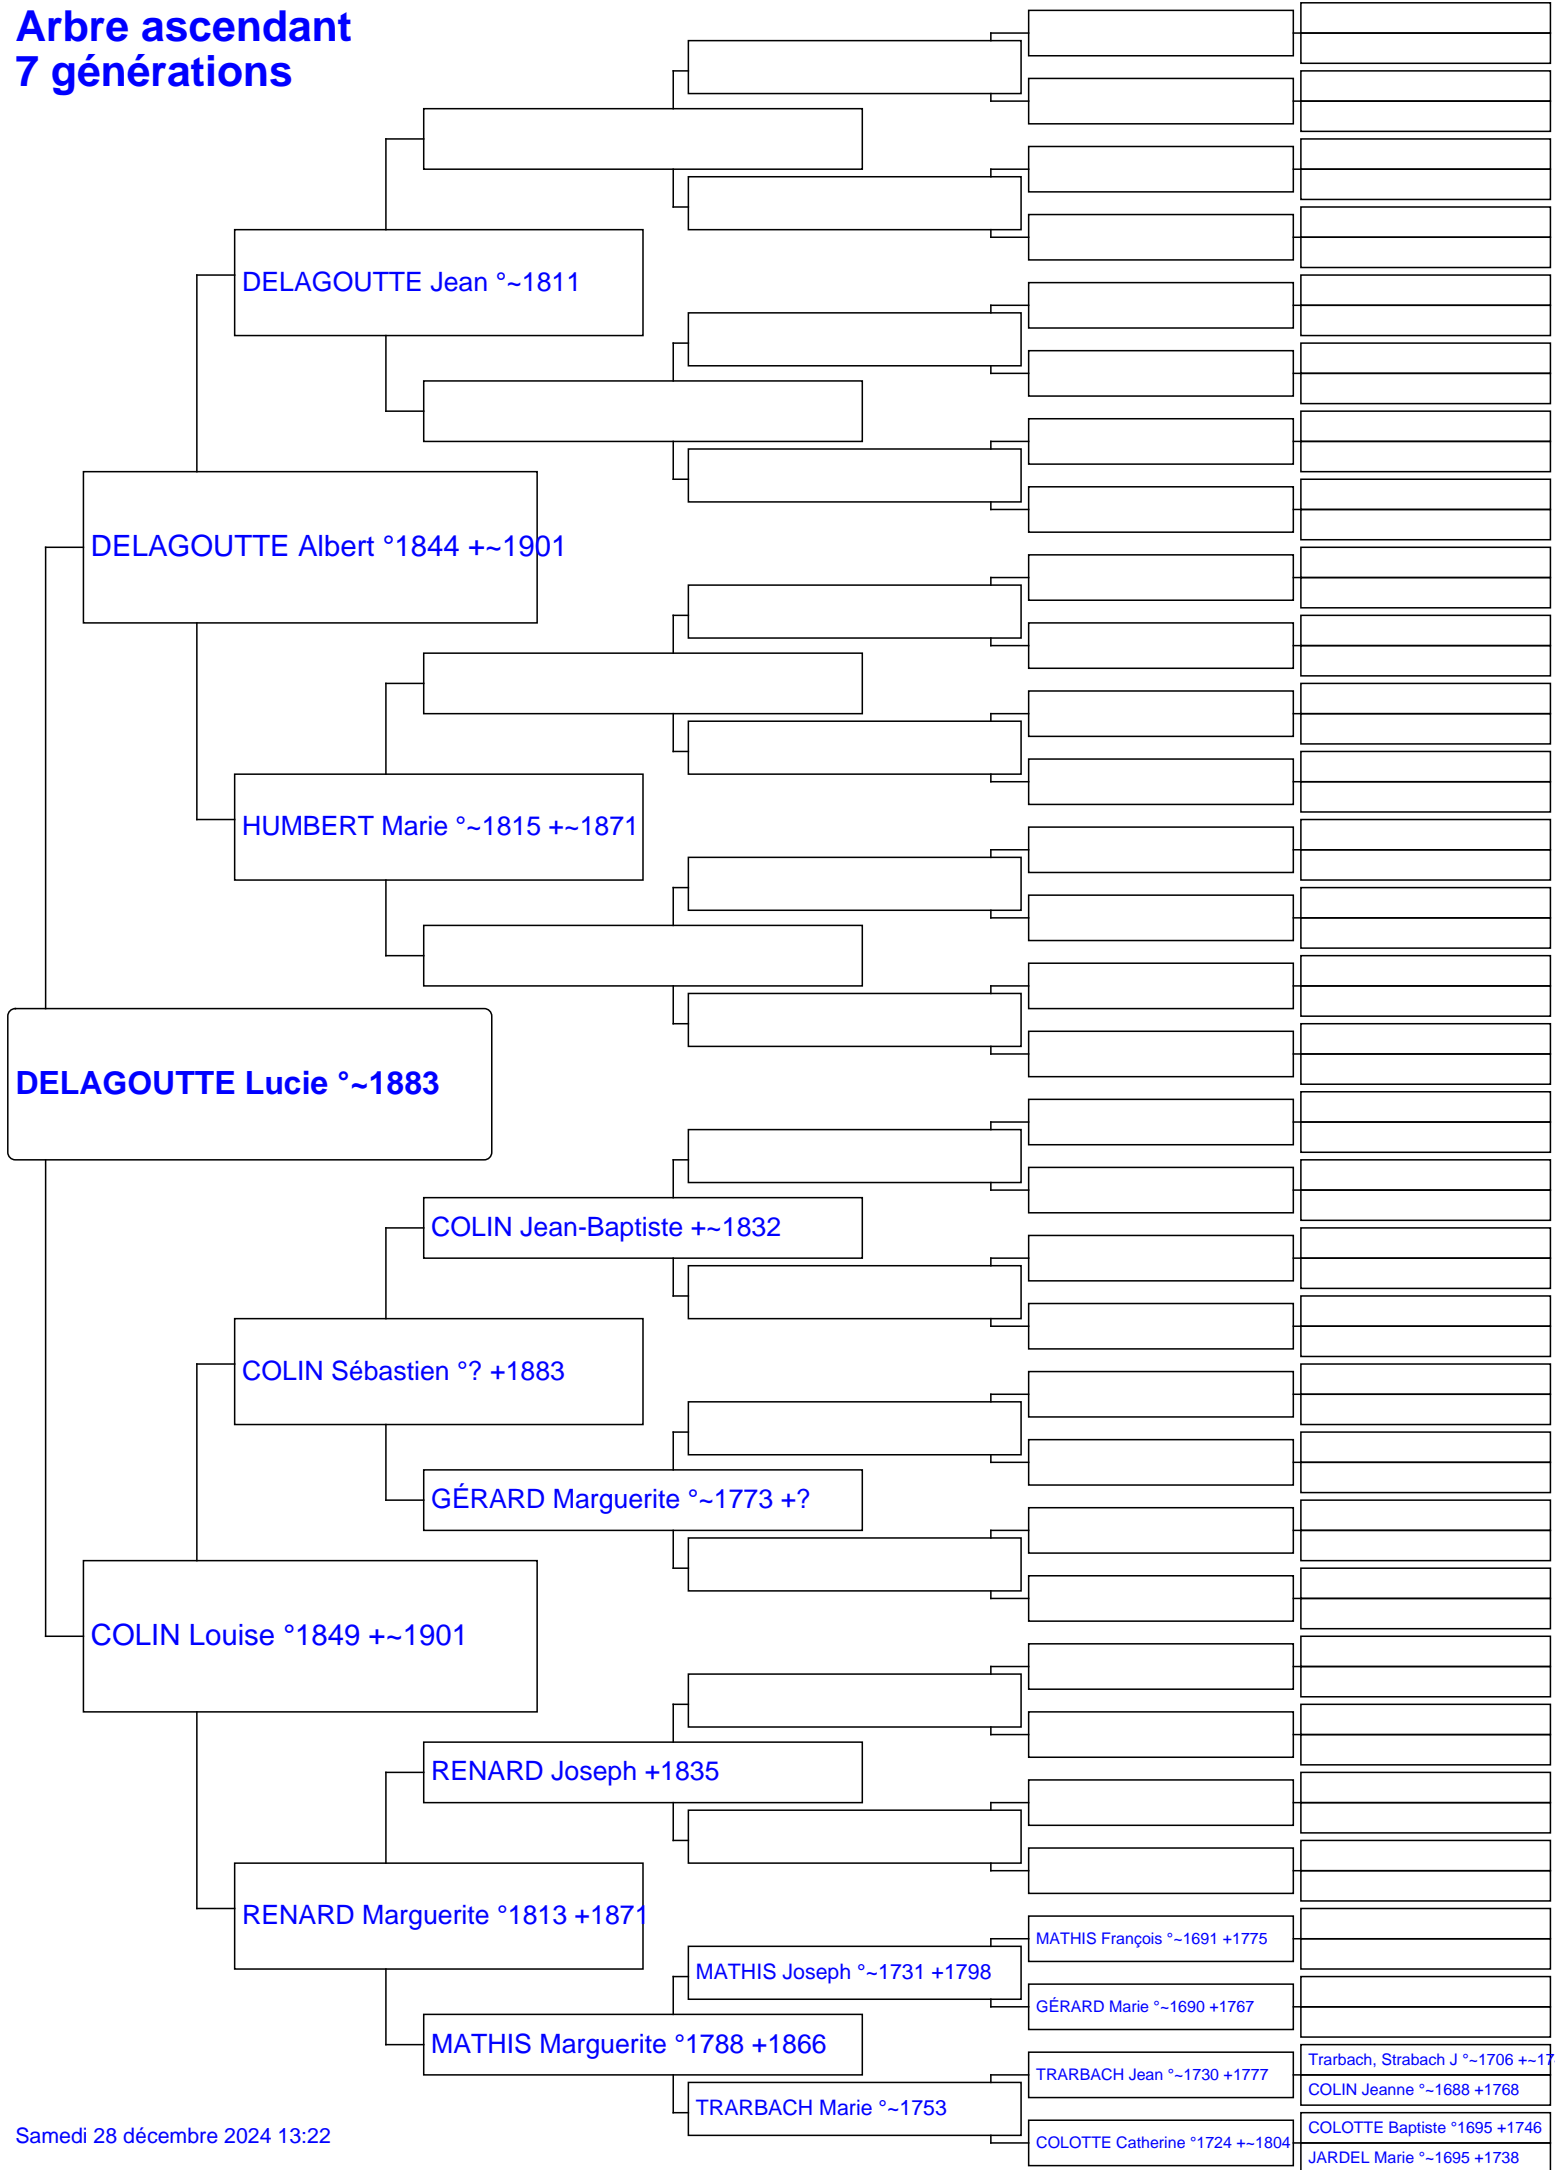 Arbre ascendant
7 générations
DELAGOUTTE Jean °~1811
DELAGOUTTE Albert °1844 +~1901
HUMBERT Marie °~1815 +~1871
DELAGOUTTE Lucie °~1883
COLIN Jean-Baptiste +~1832
COLIN Sébastien °? +1883
GÉRARD Marguerite °~1773 +?
COLIN Louise °1849 +~1901
RENARD Joseph +1835
RENARD Marguerite °1813 +1871
MATHIS François °~1691 +1775
MATHIS Joseph °~1731 +1798
GÉRARD Marie °~1690 +1767
MATHIS Marguerite °1788 +1866
Trarbach, Strabach J °~1706 +~17
TRARBACH Jean °~1730 +1777
COLIN Jeanne °~1688 +1768
TRARBACH Marie °~1753
COLOTTE Baptiste °1695 +1746
COLOTTE Catherine °1724 +~1804
JARDEL Marie °~1695 +1738
Samedi 28 décembre 2024 13:22